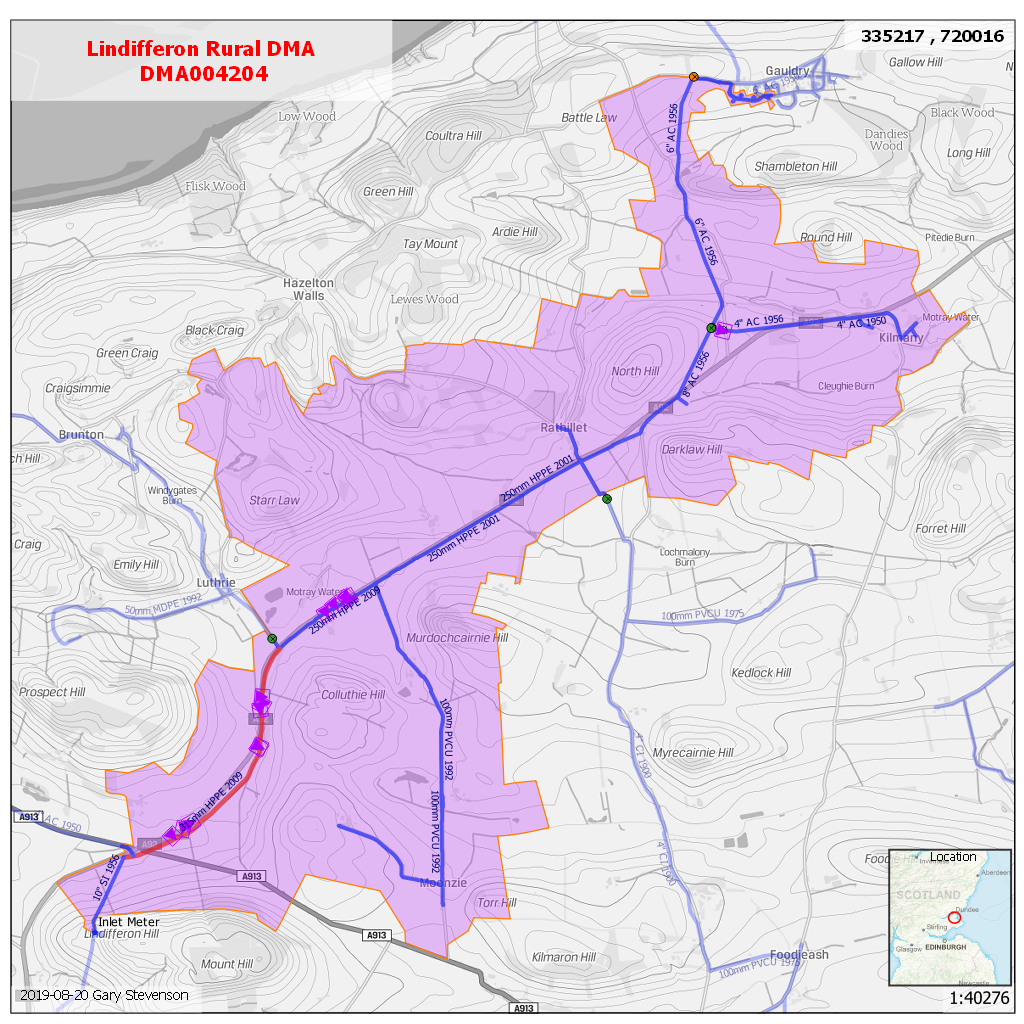 Lindifferon Rural DMA
DMA004204
335217 , 720016
Gallow Hill
Gauldry
Low Wood
Battle Law
Black Wood
Coultra Hill
Dandies
Wood
6" AC 1956
Long Hill
Shambleton Hill
Flisk Wood
Green Hill
Ardie Hill
6" AC 1956
Round Hill
Pitedie Burn
Tay Mount
Hazelton
Walls
Lewes Wood
Motray Water
4" AC 1956
4" AC 1950
Kilmany
Black Craig
Green Craig
North Hill
8" AC 1956
Cleughie Burn
Craigsimmie
Rathillet
Brunton
Darklaw Hill
ch Hill
250mm HPPE 2001
Windygates
Burn
Starr Law
250mm HPPE 2001
Forret Hill
Craig
Emily Hill
Lochmalony
Burn
Luthrie
50mm MDPE 1992
Motray Water
250mm HPPE 2009
100mm PVCU 1975
Murdochcairnie Hill
Kedlock Hill
Prospect Hill
Colluthie Hill
100mm PVCU 1992
4" CI 1900
Myrecairnie Hill
315mm HPPE 2009
100mm PVCU 1992
A913
AC 1950
A92
4" CI 1900
10" SI 1956
A913
Moonzie
Torr Hill
Inlet Meter
Lindifferon Hill
A913
Mount Hill
Kilmaron Hill
100mm PVCU 1975
Foodieash
Location
Inverness
Aberdeen
SCOTLAND
Dundee
Stirling
Glasgow
EDINBURGH
Newcastle
2019-08-20 Gary Stevenson
A913
1:40276